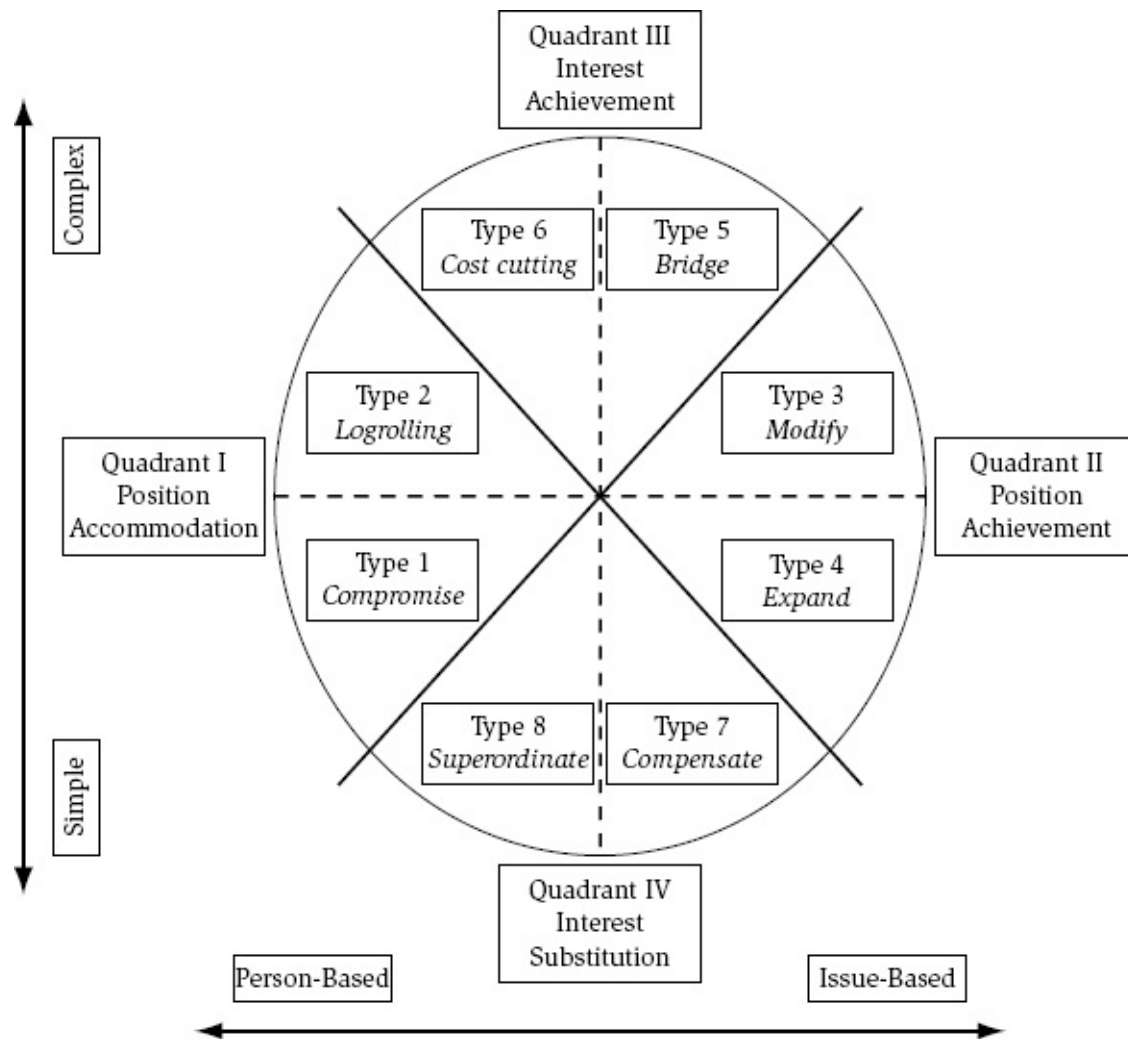 Quadrant III
Interest
Achievement
Complex
Type 6
Cost cutting
Type 5
Bridge
Type 2
Logrolling
Type 3
Modify
Quadrant I
Position
Accommodation
Quadrant II
Position
Achievement
Type 1
Compromise
Type 4
Expand
Type 8
Superordinate
Type 7
Compensate
Simple
Quadrant IV
Interest
Substitution
Person-Based
Issue-Based